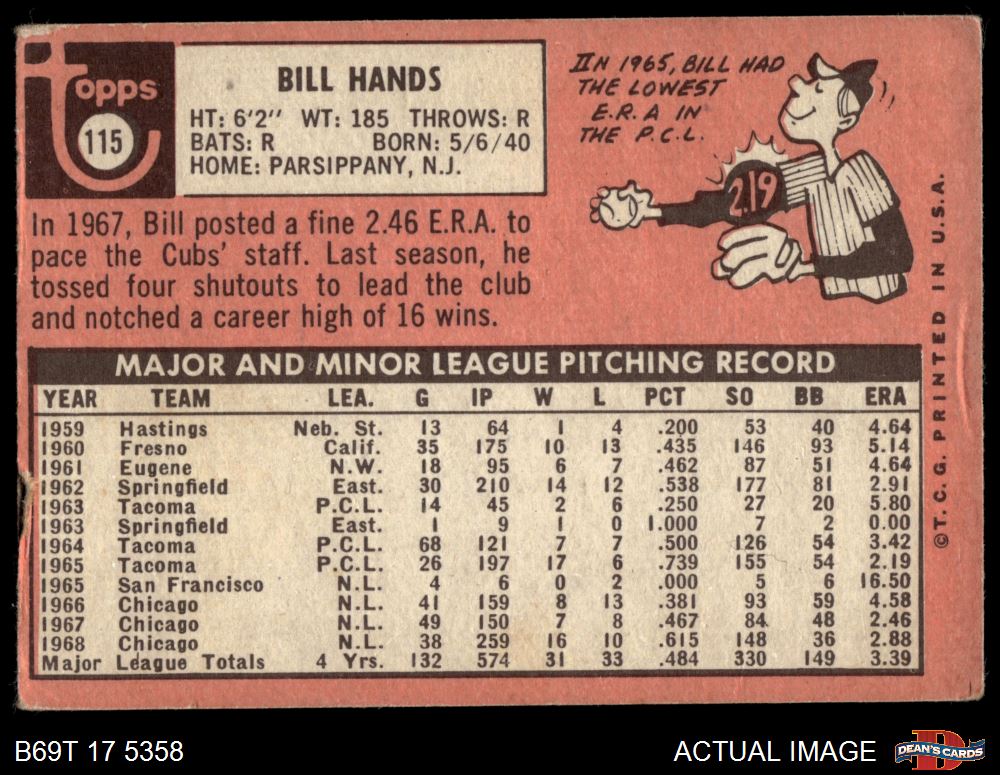 topps
115
BILL HANDS
HT: 6'2" WT: 185 THROWS: R
BATS: R BORN: 5/6/40
HOME: PARSIPPANY, N.J.
In 1967, Bill posted a fine 2.46 E.R.A. to
pace the Cubs' staff. Last season, he
tossed four shutouts to lead the club
and notched a career high of 16 wins.
IN 1965, BILL HAD
THE LOWEST
E.R.A IN
THE P.C.L.
2.19
MAJOR AND MINOR LEAGUE PITCHING RECORD
YEAR TEAM LEA. G IP W L PCT SO BB ERA
1959 Hastings Neb. St. 13 64 1 4 .200 53 40 4.64
1960 Fresno Calif. 35 175 10 13 .435 146 93 5.14
1961 Eugene N.W. 18 95 6 7 .462 87 51 4.64
1962 Springfield East. 30 210 14 12 .538 177 81 2.91
1963 Tacoma P.C.L. 14 45 2 6 .250 27 20 5.80
1963 Springfield East. 1 9 1 0 1.000 7 2 0.00
1964 Tacoma P.C.L. 68 121 7 7 .500 126 54 3.42
1965 Tacoma P.C.L. 26 197 17 6 .739 155 54 2.19
1965 San Francisco N.L. 4 6 0 2 .000 5 6 16.50
1966 Chicago N.L. 41 159 8 13 .381 93 59 4.58
1967 Chicago N.L. 49 150 7 8 .467 84 48 2.46
1968 Chicago N.L. 38 259 16 10 .615 148 36 2.88
Major League Totals 4 Yrs. 132 574 31 33 .484 330 149 3.39
©T.C.G. PRINTED IN U.S.A.
B69T 17 5358
ACTUAL IMAGE
DEAN'S CARDS